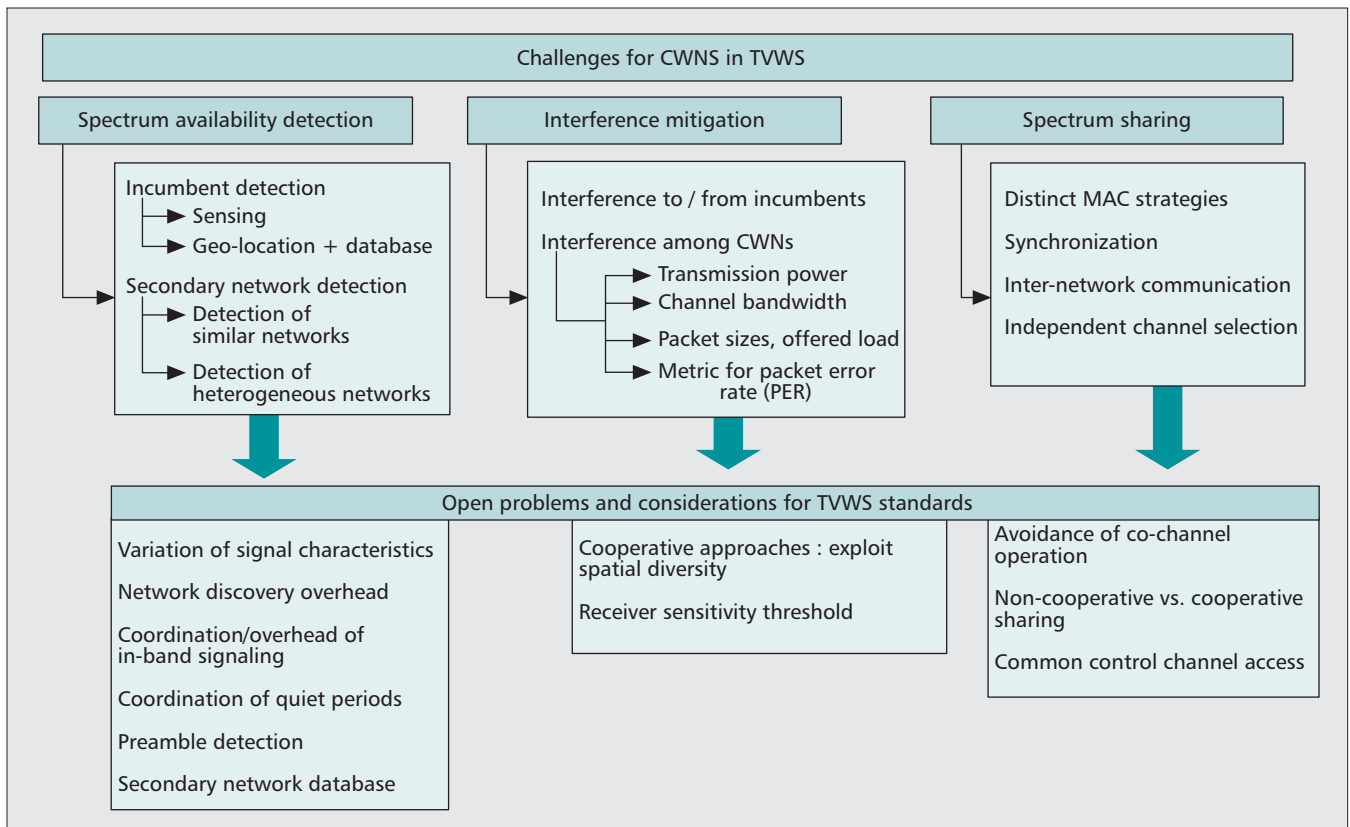 Challenges for CWNS in TVWS
Spectrum availability detection
Incumbent detection
Sensing
Geo-location + database
Secondary network detection
Detection of
similar networks
Detection of
heterogeneous networks
Interference mitigation
Interference to / from incumbents
Interference among CWNs
Transmission power
Channel bandwidth
Packet sizes, offered load
Metric for packet error
rate (PER)
Spectrum sharing
Distinct MAC strategies
Synchronization
Inter-network communication
Independent channel selection
Open problems and considerations for TVWS standards
Variation of signal characteristics
Network discovery overhead
Coordination/overhead of
in-band signaling
Coordination of quiet periods
Preamble detection
Secondary network database
Cooperative approaches : exploit
spatial diversity
Receiver sensitivity threshold
Avoidance of co-channel
operation
Non-cooperative vs. cooperative
sharing
Common control channel access